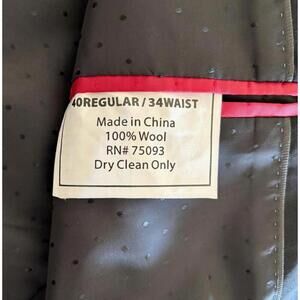 40REGULAR / 34WAIST
Made in China
100% Wool
RN# 75093
Dry Clean Only